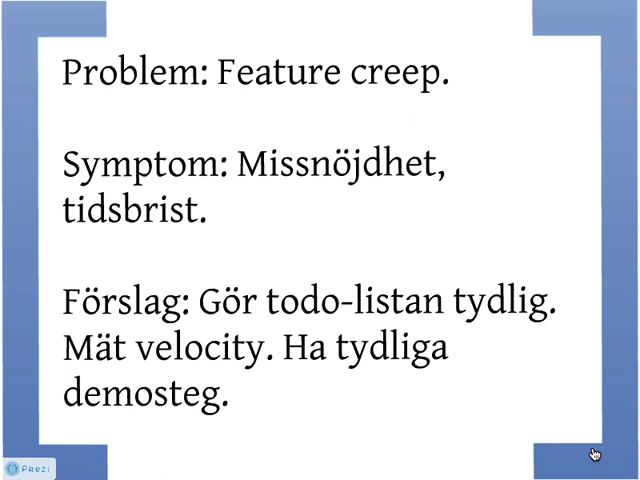 Problem: Feature creep.
Symptom: Missnöjdhet,
tidsbrist.
Förslag: Gör todo-listan tydlig.
Mät velocity. Ha tydliga
demosteg.
Prezi